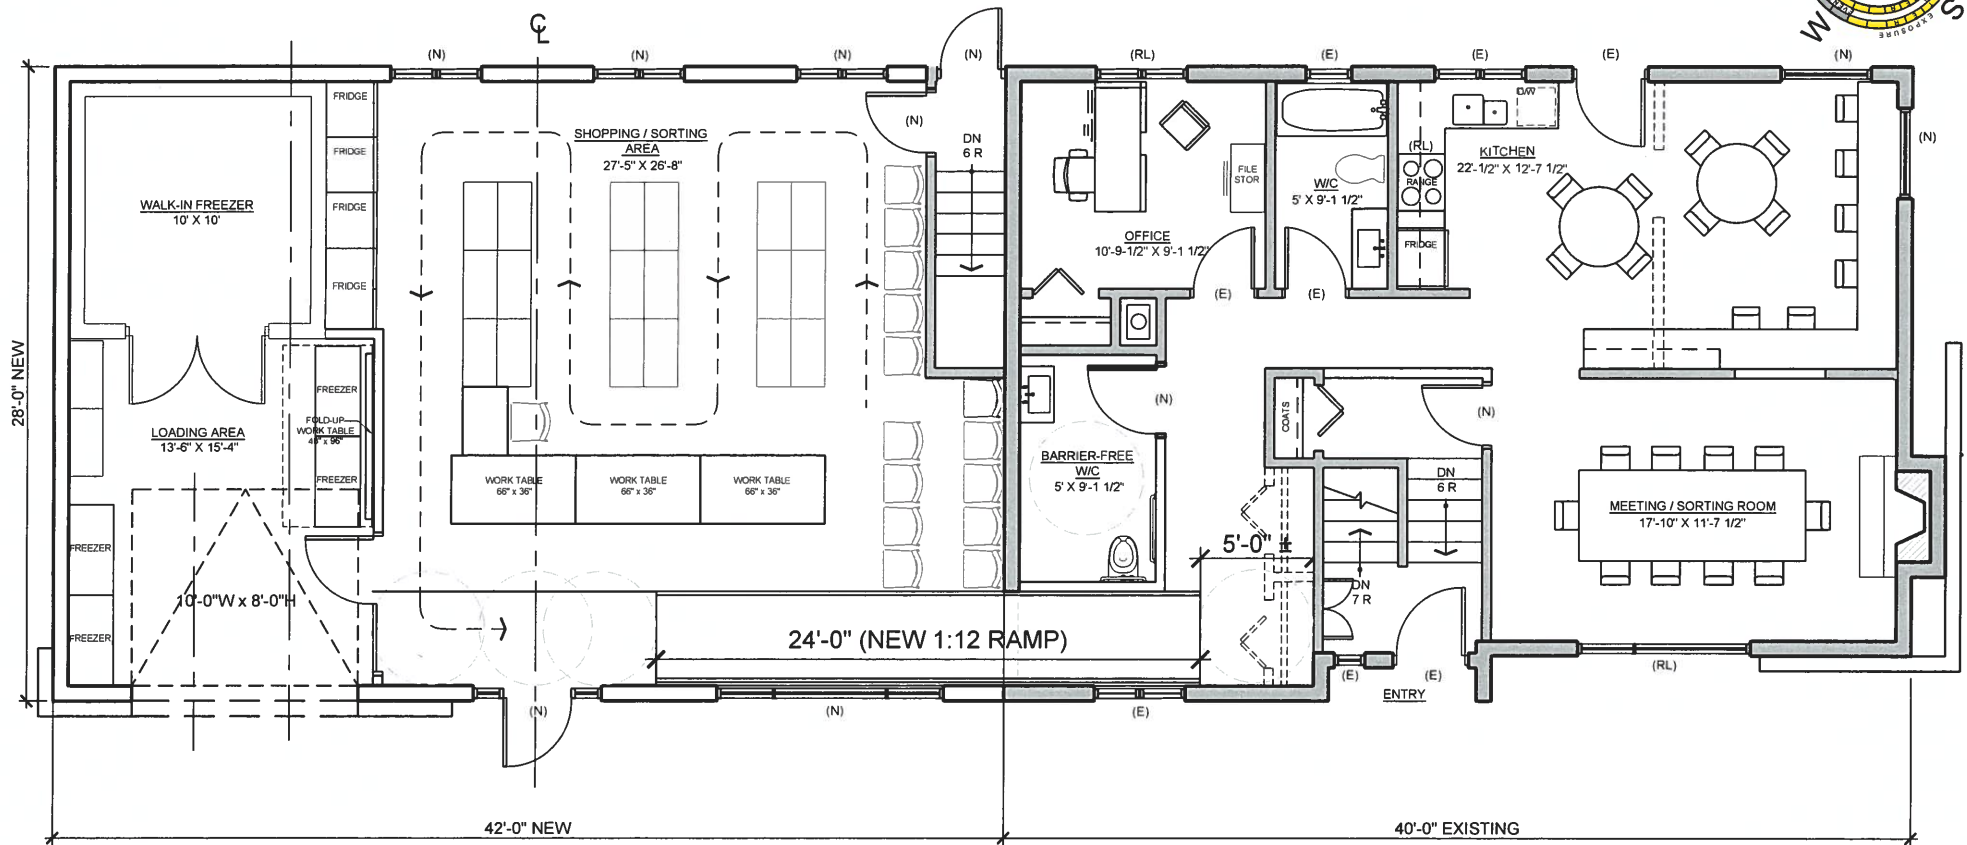 W
S
EXPOSURE
C
L
(N)
(N)
(N)
(N)
(RL)
(E)
(E)
(E)
(N)
28'-0" NEW
FRIDGE
FRIDGE
FRIDGE
FRIDGE
WALK-IN FREEZER
10' X 10'
SHOPPING / SORTING
AREA
27'-5" X 26'-8"
(N)
DN
6 R
FILE
STOR
OFFICE
10'-9-1/2" X 9'-1 1/2"
W/C
5' X 9'-1 1/2"
D/W
(RL)
RANGE
FRIDGE
KITCHEN
22'-1/2" X 12'-7 1/2"
(N)
(E)
(E)
FREEZER
FOLD-UP
WORK TABLE
FREEZER
LOADING AREA
13'-6" X 15'-4"
FREEZER
FREEZER
10'-0"W x 8'-0"H
WORK TABLE
66" x 36"
WORK TABLE
66" x 36"
WORK TABLE
66" x 36"
BARRIER-FREE
W/C
5' X 9'-1 1/2"
(N)
COATS
(N)
DN
6 R
5'-0" ±
DN
7 R
MEETING / SORTING ROOM
17'-10" X 11'-7 1/2"
24'-0" (NEW 1:12 RAMP)
(N)
(N)
(E)
(E)
(E)
ENTRY
(RL)
42'-0" NEW
40'-0" EXISTING